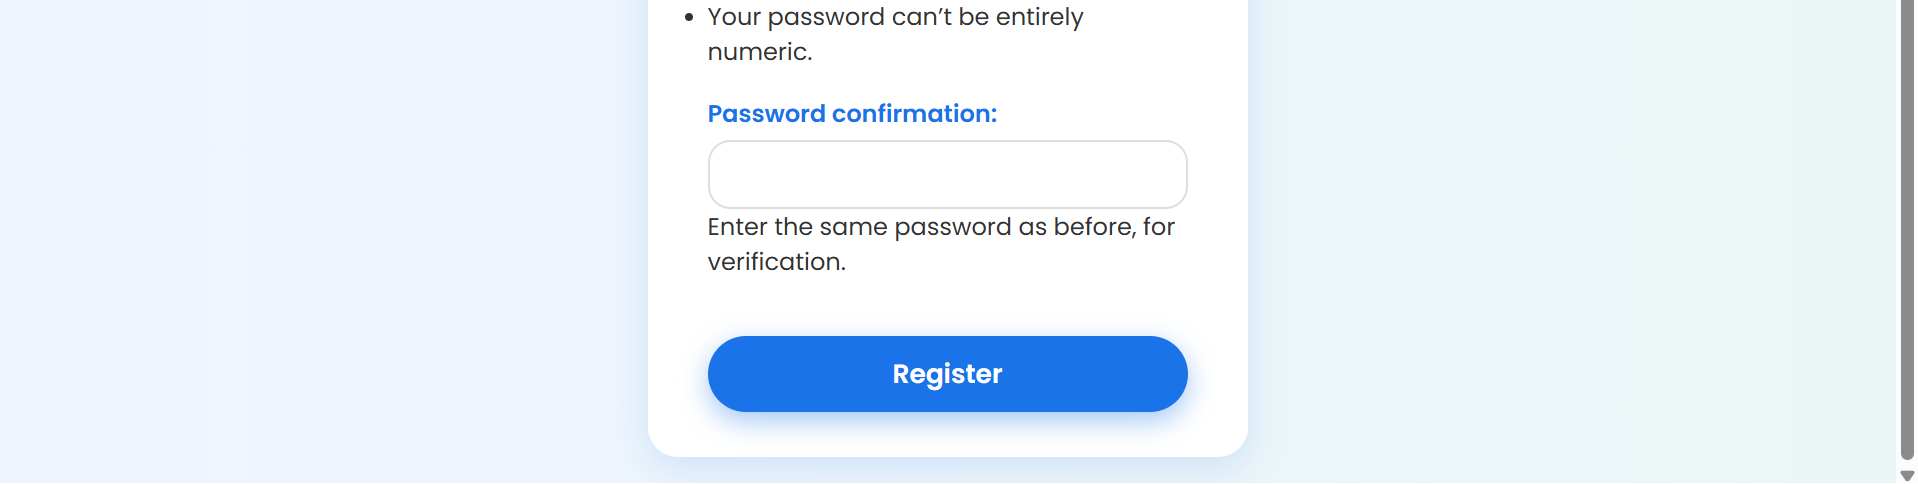 • Your password can’t be entirely
numeric.
Password confirmation:
Enter the same password as before, for
verification.
Register